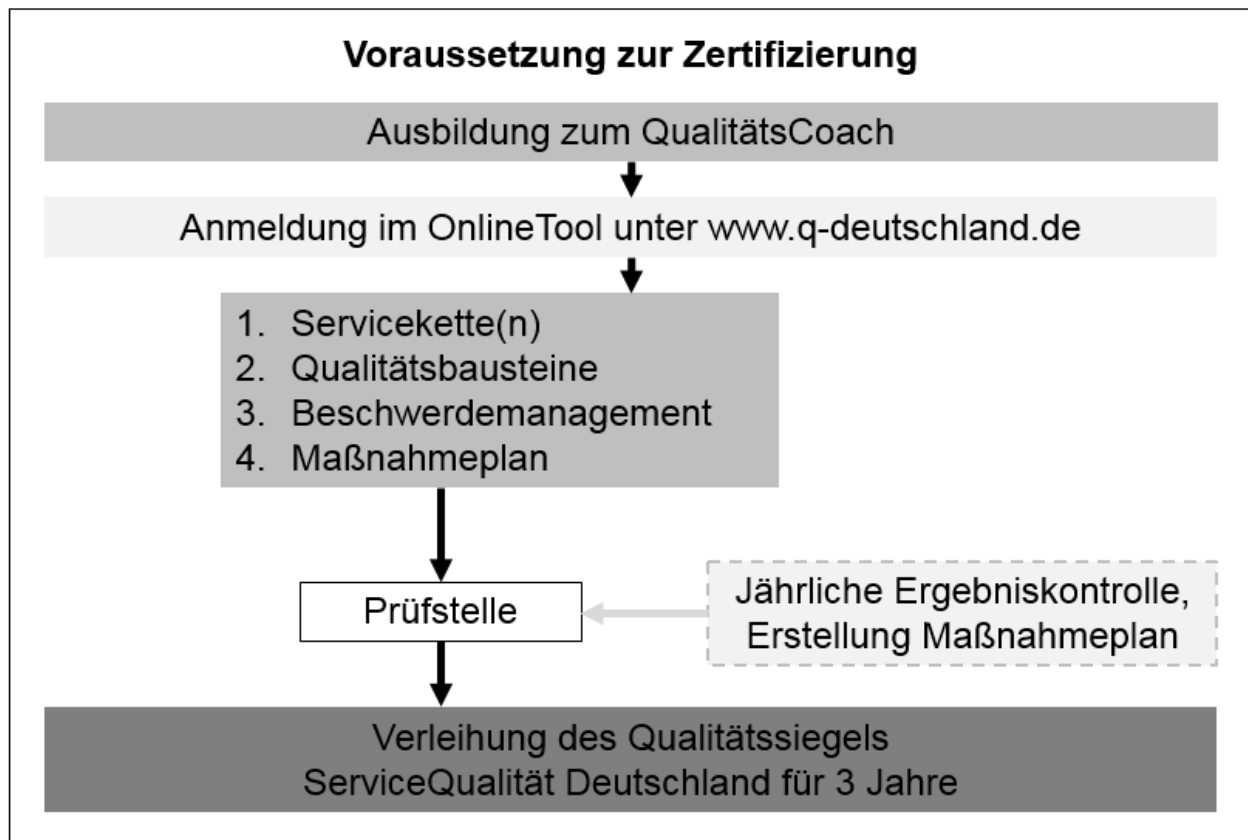 Voraussetzung zur Zertifizierung
Ausbildung zum QualitätsCoach
Anmeldung im OnlineTool unter www.q-deutschland.de
1. Servicekette(n)
2. Qualitätsbausteine
3. Beschwerdemanagement
4. Maßnahmeplan
Prüfstelle
Jährliche Ergebniskontrolle,
Erstellung Maßnahmeplan
Verleihung des Qualitätssiegels
ServiceQualität Deutschland für 3 Jahre